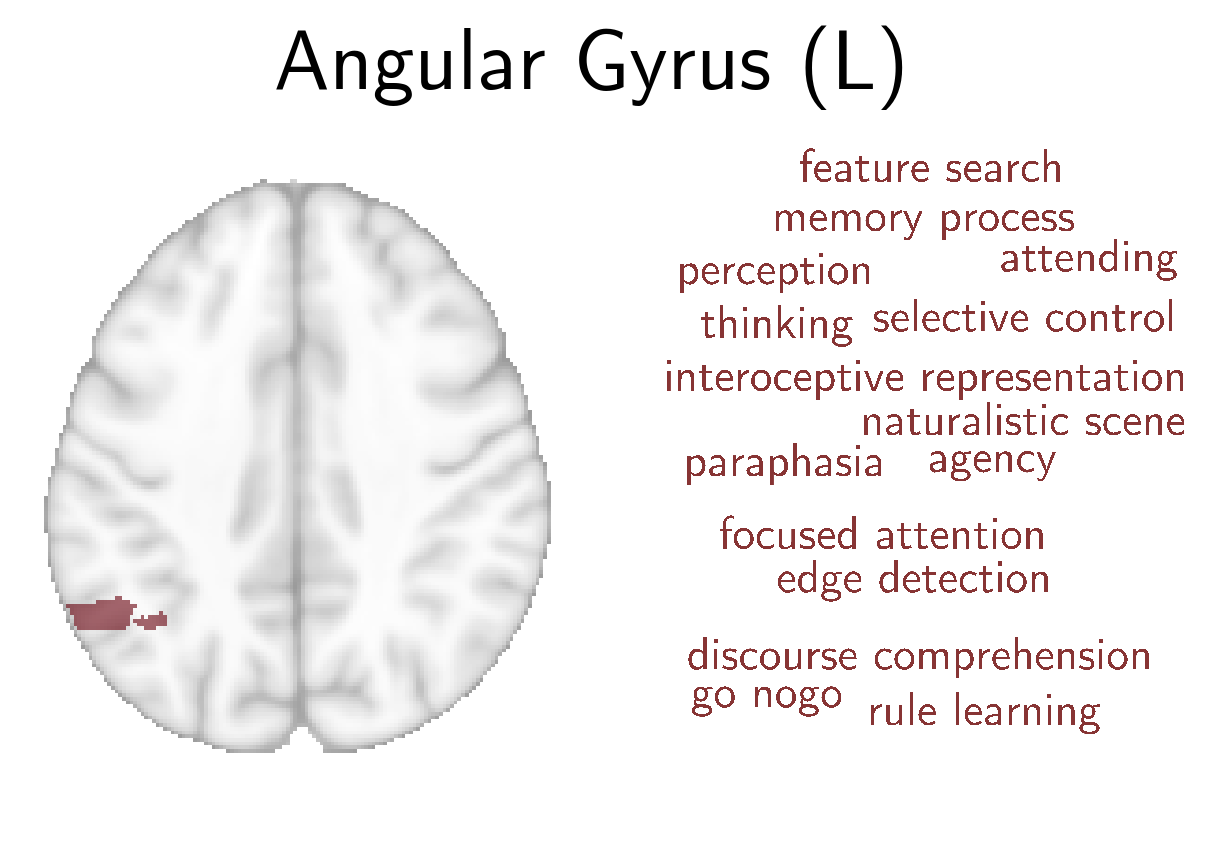 Angular Gyrus (L)
feature search
memory process
attending
perception
selective control
thinking
interoceptive representation
naturalistic scene
agency
paraphasia
focused attention
edge detection
discourse comprehension
go nogo
rule learning